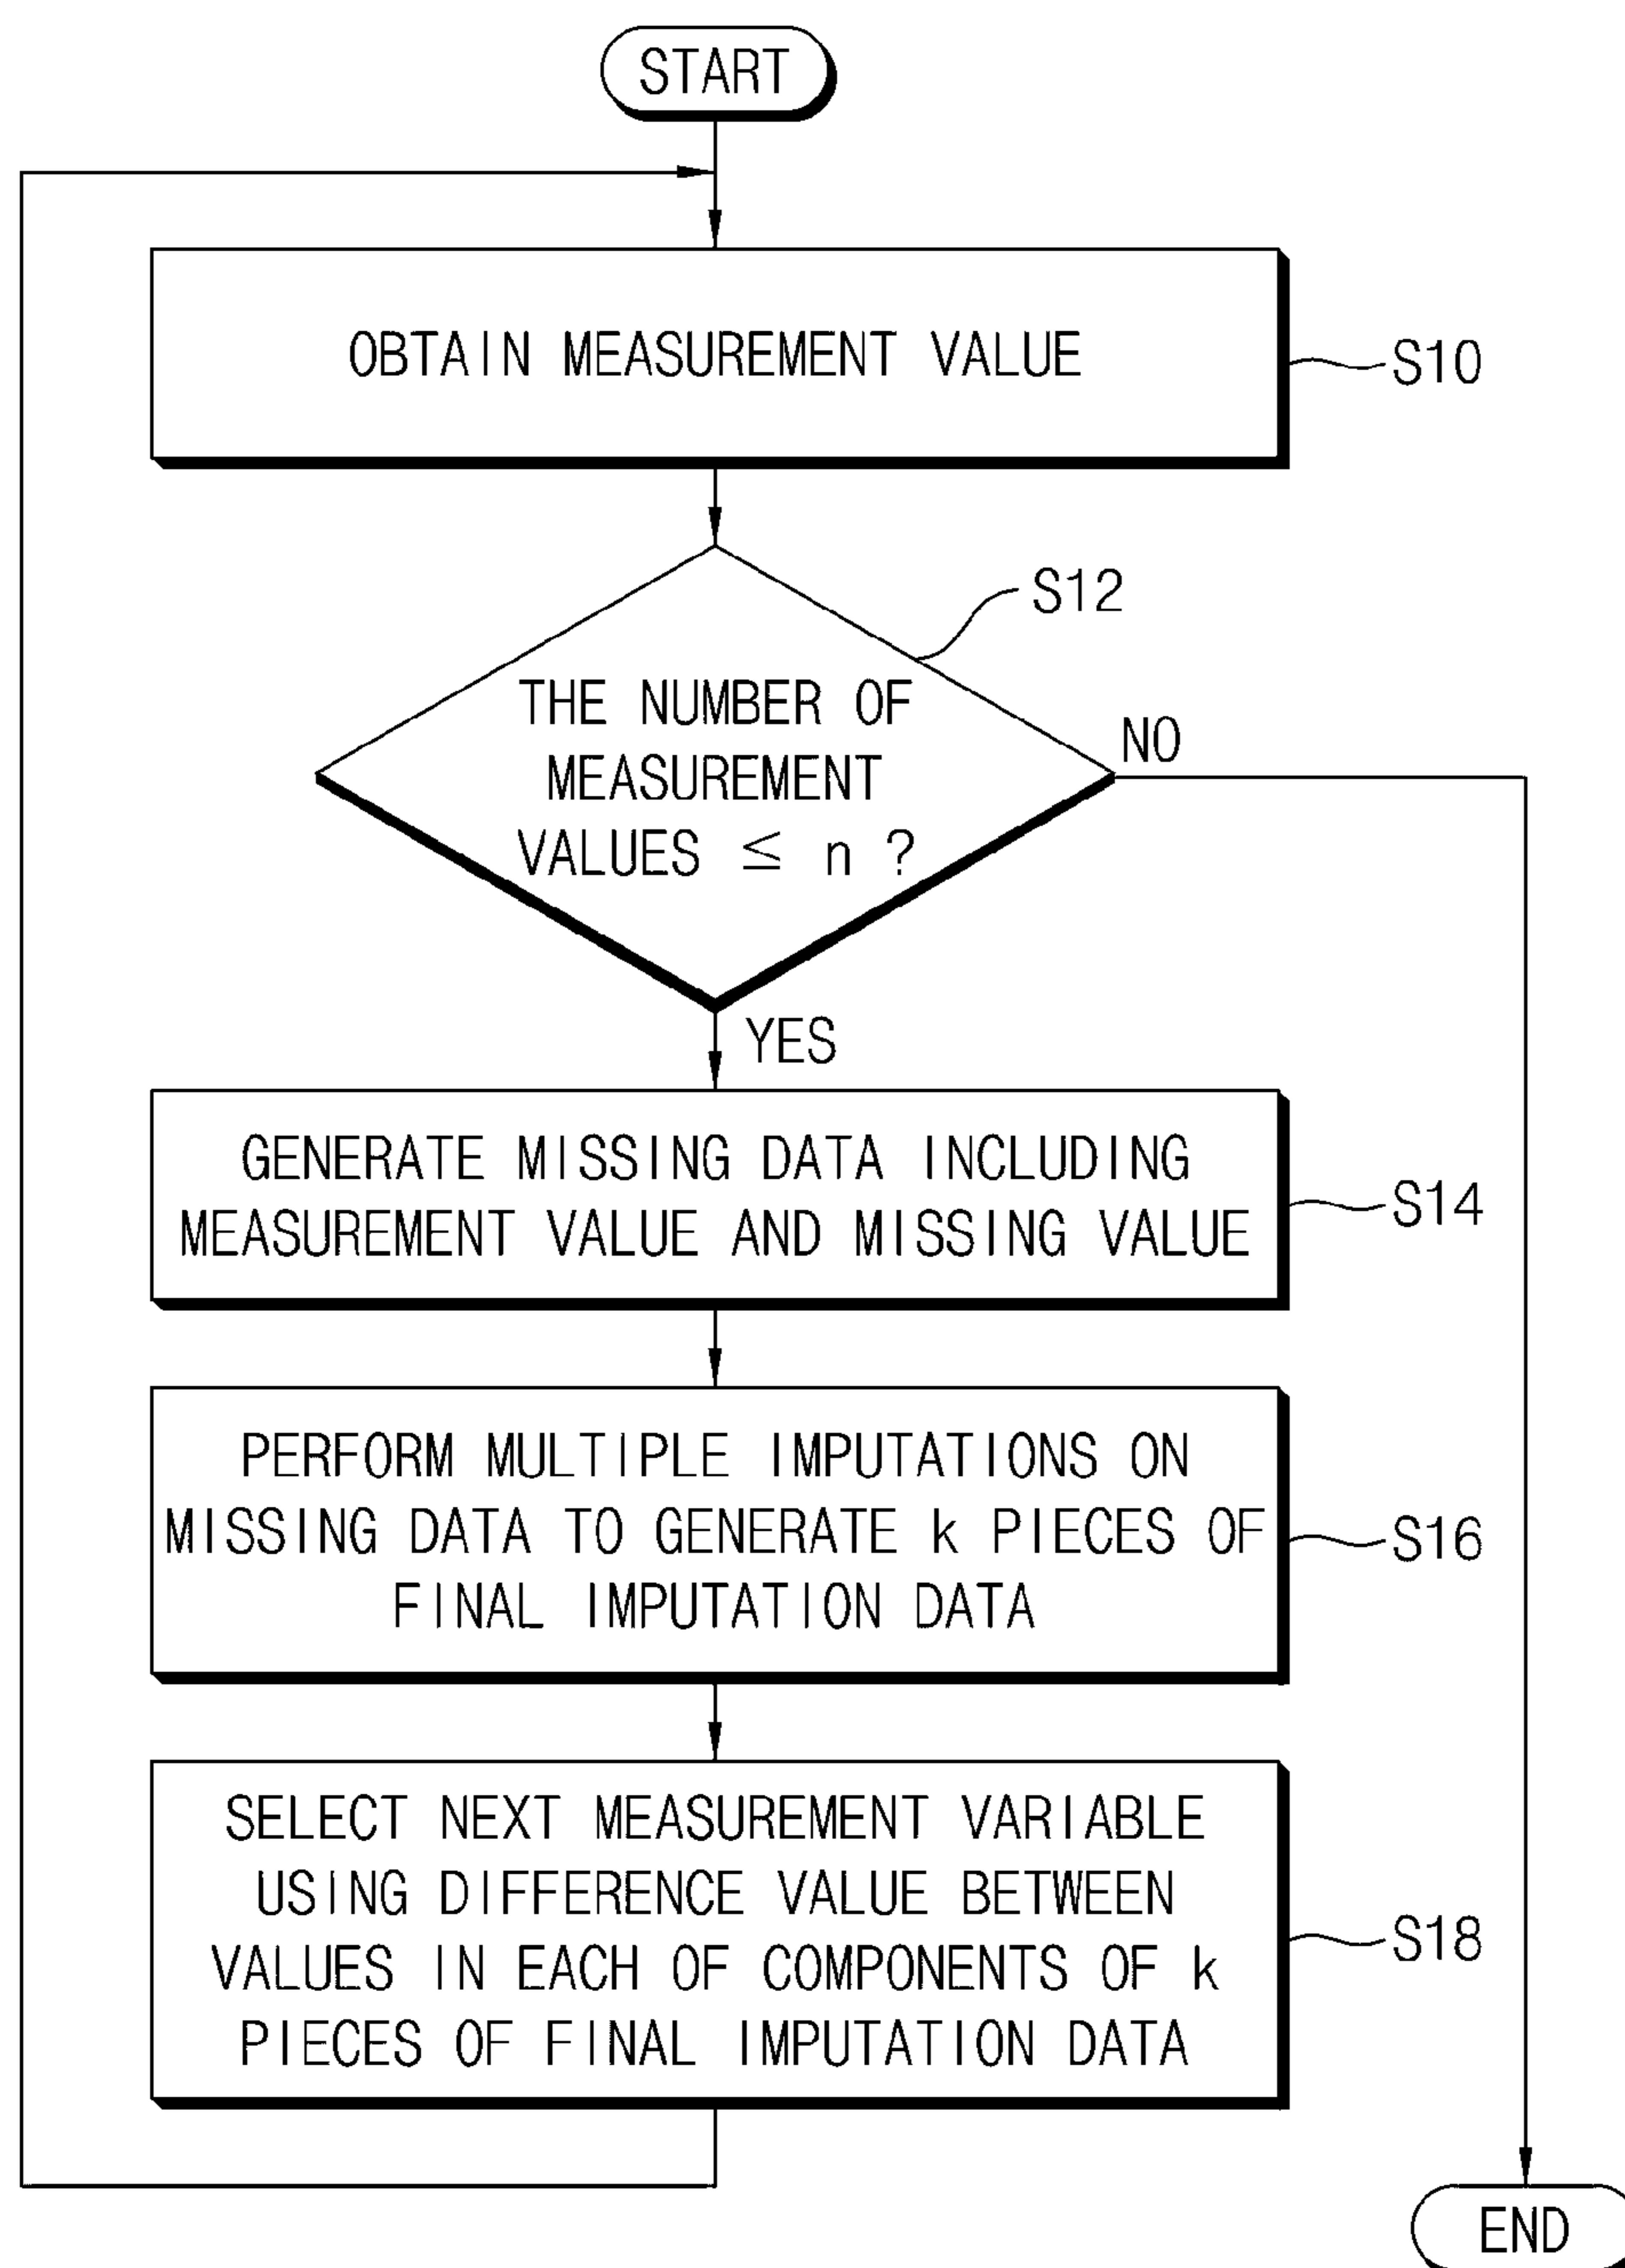 START
OBTAIN MEASUREMENT VALUE
S10
S12
THE NUMBER OF
MEASUREMENT
VALUES ≤ n ?
NO
YES
GENERATE MISSING DATA INCLUDING
MEASUREMENT VALUE AND MISSING VALUE
S14
PERFORM MULTIPLE IMPUTATIONS ON
MISSING DATA TO GENERATE k PIECES OF
FINAL IMPUTATION DATA
S16
SELECT NEXT MEASUREMENT VARIABLE
USING DIFFERENCE VALUE BETWEEN
VALUES IN EACH OF COMPONENTS OF k
PIECES OF FINAL IMPUTATION DATA
S18
END